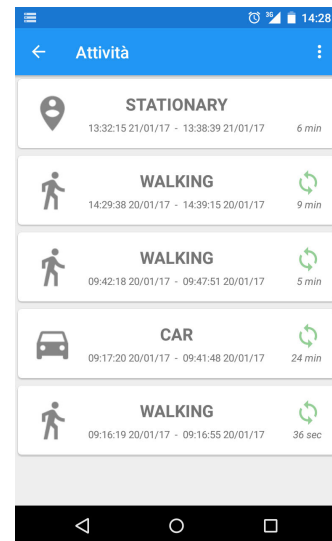 3G 14:28
Attività
STATIONARY
13:32:15 21/01/17 - 13:38:39 21/01/17 6 min
WALKING
14:29:38 20/01/17 - 14:39:15 20/01/17 9 min
WALKING
09:42:18 20/01/17 - 09:47:51 20/01/17 5 min
CAR
09:17:20 20/01/17 - 09:41:48 20/01/17 24 min
WALKING
09:16:19 20/01/17 - 09:16:55 20/01/17 36 sec